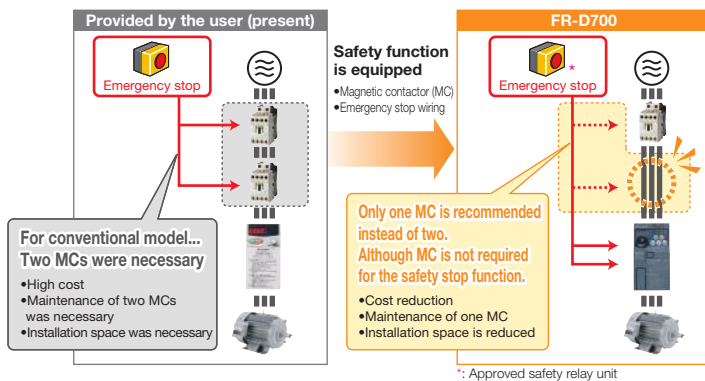 Provided by the user (present)
Emergency stop
For conventional model...
Two MCs were necessary
•High cost
•Maintenance of two MCs
was necessary
•Installation space was necessary
Safety function
is equipped
•Magnetic contactor (MC)
•Emergency stop wiring
FR-D700
*
Emergency stop
Only one MC is recommended
instead of two.
Although MC is not required
for the safety stop function.
•Cost reduction
•Maintenance of one MC
•Installation space is reduced
*: Approved safety relay unit